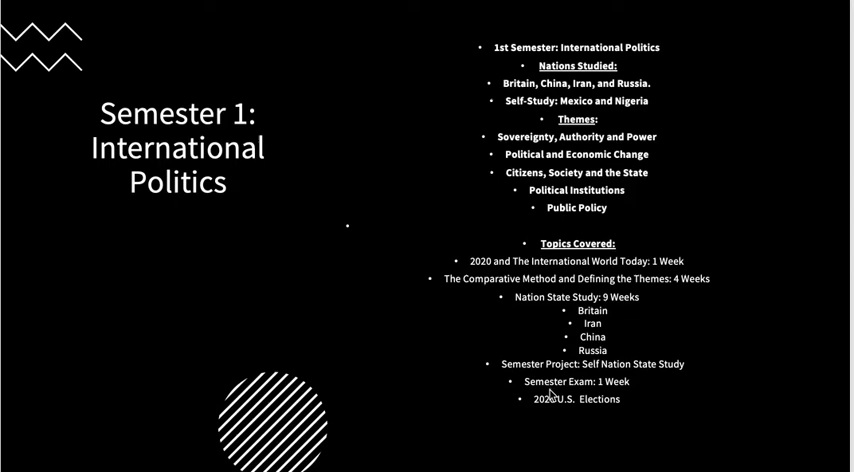 Semester 1:
International
Politics
• 1st Semester: International Politics
• Nations Studied:
• Britain, China, Iran, and Russia.
• Self-Study: Mexico and Nigeria
• Themes:
• Sovereignty, Authority and Power
• Political and Economic Change
• Citizens, Society and the State
• Political Institutions
• Public Policy
• Topics Covered:
• 2020 and The International World Today: 1 Week
• The Comparative Method and Defining the Themes: 4 Weeks
• Nation State Study: 9 Weeks
• Britain
• Iran
• China
• Russia
• Semester Project: Self Nation State Study
• Semester Exam: 1 Week
• U.S. Elections